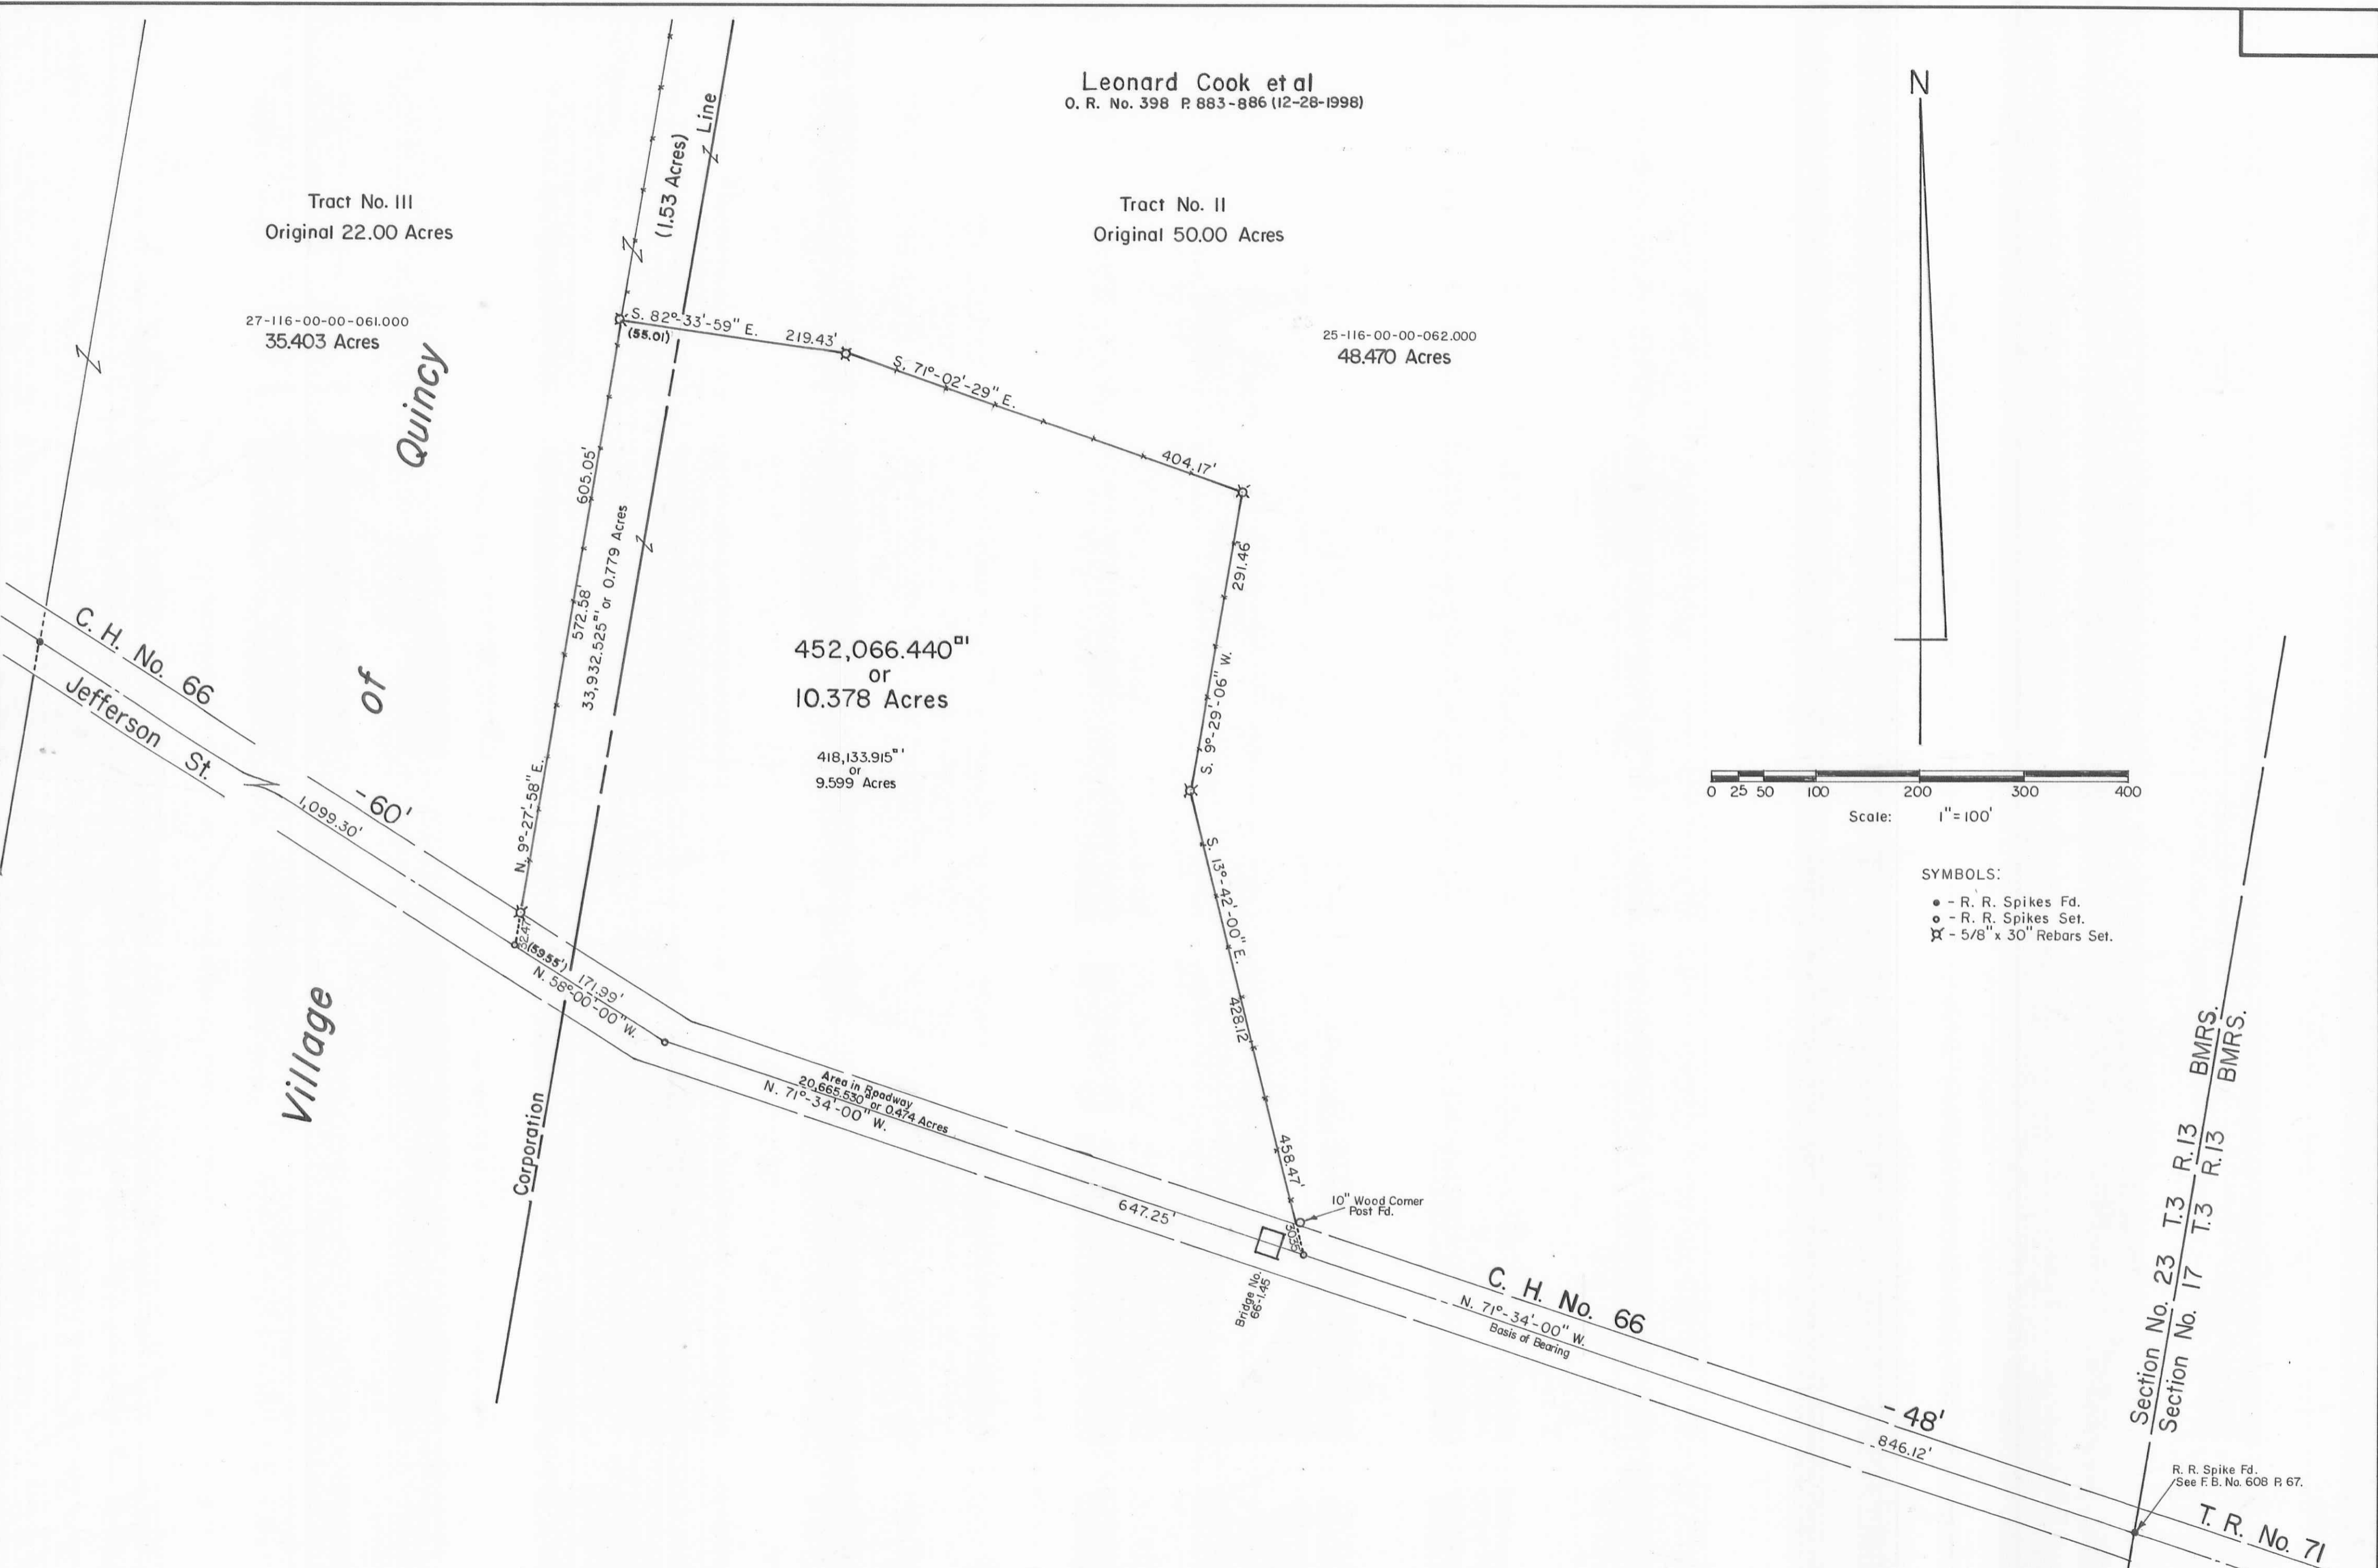 Leonard Cook et al
O. R. No. 398 P. 883-886 (12-28-1998)
N
(1.53 Acres)
Line
Tract No. III
Original 22.00 Acres
Tract No. II
Original 50.00 Acres
27-116-00-00-061.000
35.403 Acres
25-116-00-00-062.000
48.470 Acres
S. 82°-33'-59" E.
219.43'
(55.01)
S. 71°-02'-29" E.
404.17'
Quincy
of
Village
605.05'
572.58'
33,932.525□' or 0.779 Acres
N. 9°-27'-58" E.
291.46'
S. 9°-29'-06" W.
452,066.440□'
or
10.378 Acres
418,133.915□'
or
9.599 Acres
C. H. No. 66
Jefferson St.
-60'
1,099.30'
32.47'
(59.55')
171.99'
N. 58°-00'-00" W.
S. 13°-42'-00" E.
428.12'
458.47'
30.35'
Area in Roadway
20,665.530□' or 0.474 Acres
N. 71°-34'-00" W.
647.25'
Corporation
10" Wood Corner
Post Fd.
Bridge No.
66-1.45
0 25 50 100 200 300 400
Scale: 1"=100'
SYMBOLS:
- R. R. Spikes Fd.
- R. R. Spikes Set.
- 5/8" x 30" Rebars Set.
C. H. No. 66
N. 71°-34'-00" W.
Basis of Bearing
-48'
846.12'
Section No. 23 T.3 R.13 BMRS.
Section No. 17 T.3 R.13 BMRS.
R. R. Spike Fd.
See F. B. No. 608 P. 67.
T. R. No. 71